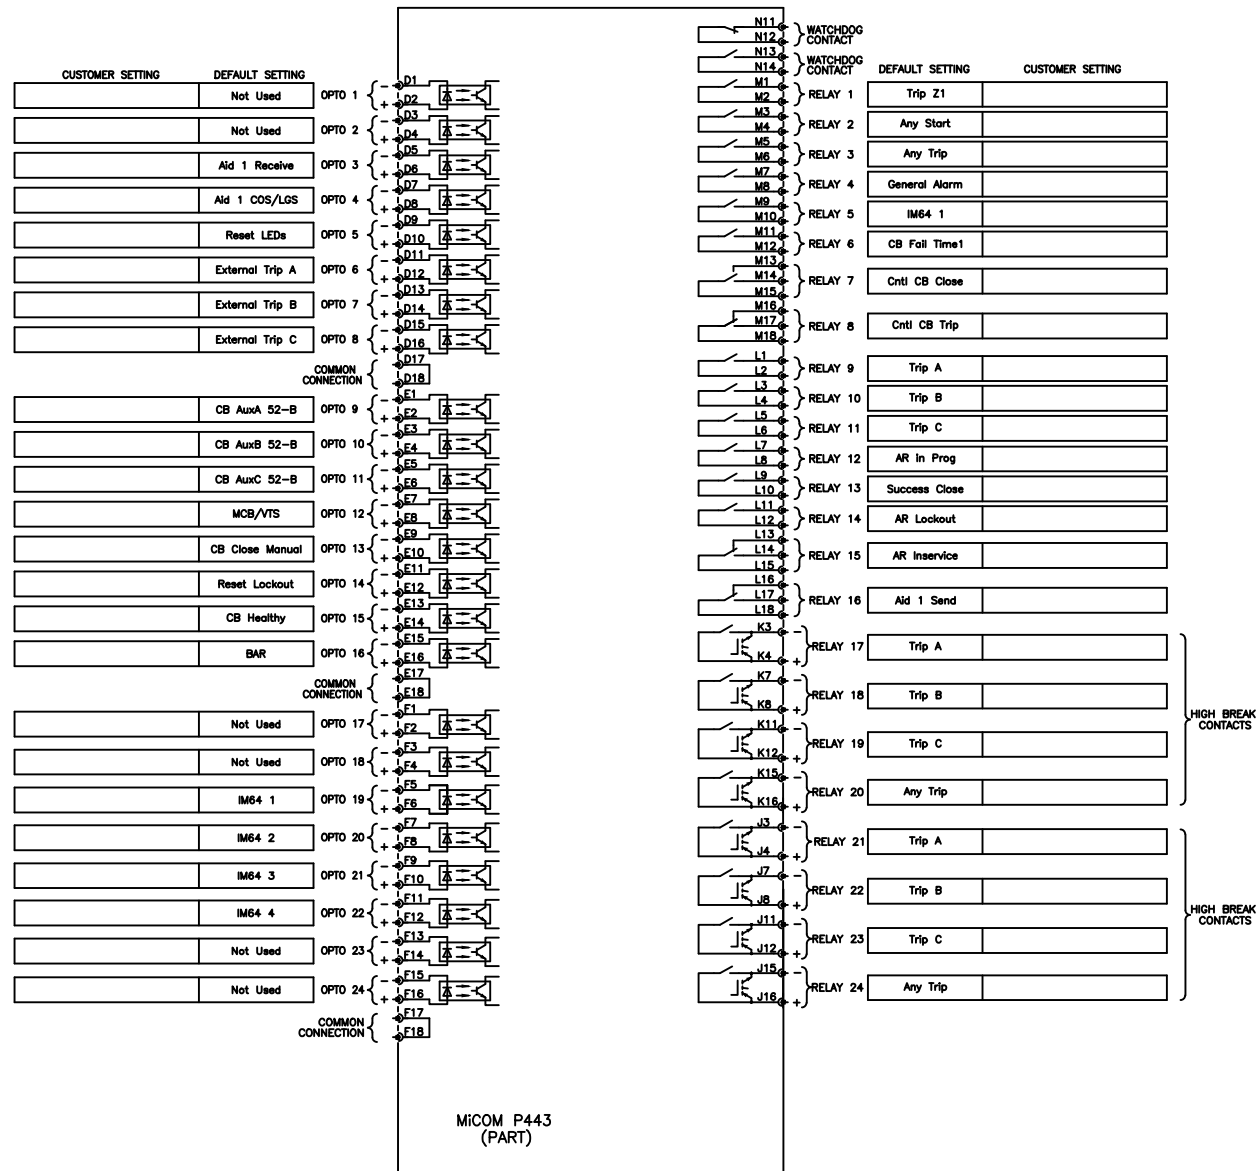 CUSTOMER SETTING DEFAULT SETTING
Not Used OPTO 1 - D1
+ D2
Not Used OPTO 2 - D3
+ D4
Aid 1 Receive OPTO 3 - D5
+ D6
Aid 1 COS/LGS OPTO 4 - D7
+ D8
Reset LEDs OPTO 5 - D9
+ D10
External Trip A OPTO 6 - D11
+ D12
External Trip B OPTO 7 - D13
+ D14
External Trip C OPTO 8 - D15
+ D16
COMMON
CONNECTION
D17
D18
CB AuxA 52-B OPTO 9 - E1
+ E2
CB AuxB 52-B OPTO 10 - E3
+ E4
CB AuxC 52-B OPTO 11 - E5
+ E6
MCB/VTS OPTO 12 - E7
+ E8
CB Close Manual OPTO 13 - E9
+ E10
Reset Lockout OPTO 14 - E11
+ E12
CB Healthy OPTO 15 - E13
+ E14
BAR OPTO 16 - E15
+ E16
COMMON
CONNECTION
E17
E18
Not Used OPTO 17 - F1
+ F2
Not Used OPTO 18 - F3
+ F4
IM64 1 OPTO 19 - F5
+ F6
IM64 2 OPTO 20 - F7
+ F8
IM64 3 OPTO 21 - F9
+ F10
IM64 4 OPTO 22 - F11
+ F12
Not Used OPTO 23 - F13
+ F14
Not Used OPTO 24 - F15
+ F16
COMMON
CONNECTION
F17
F18
N11
N12
WATCHDOG
CONTACT
N13
N14
WATCHDOG
CONTACT
DEFAULT SETTING CUSTOMER SETTING
M1
M2
RELAY 1 Trip Z1
M3
M4
RELAY 2 Any Start
M5
M6
RELAY 3 Any Trip
M7
M8
RELAY 4 General Alarm
M9
M10
RELAY 5 IM64 1
M11
M12
RELAY 6 CB Fail Time1
M13
M14
M15
RELAY 7 Cntl CB Close
M16
M17
M18
RELAY 8 Cntl CB Trip
L1
L2
RELAY 9 Trip A
L3
L4
RELAY 10 Trip B
L5
L6
RELAY 11 Trip C
L7
L8
RELAY 12 AR In Prog
L9
L10
RELAY 13 Success Close
L11
L12
RELAY 14 AR Lockout
L13
L14
L15
RELAY 15 AR Inservice
L16
L17
L18
RELAY 16 Aid 1 Send
K3 -
K4 +
RELAY 17 Trip A
K7 -
K8 +
RELAY 18 Trip B
K11 -
K12 +
RELAY 19 Trip C
K15 -
K16 +
RELAY 20 Any Trip
HIGH BREAK
CONTACTS
J3 -
J4 +
RELAY 21 Trip A
J7 -
J8 +
RELAY 22 Trip B
J11 -
J12 +
RELAY 23 Trip C
J15 -
J16 +
RELAY 24 Any Trip
HIGH BREAK
CONTACTS
MiCOM P443
(PART)